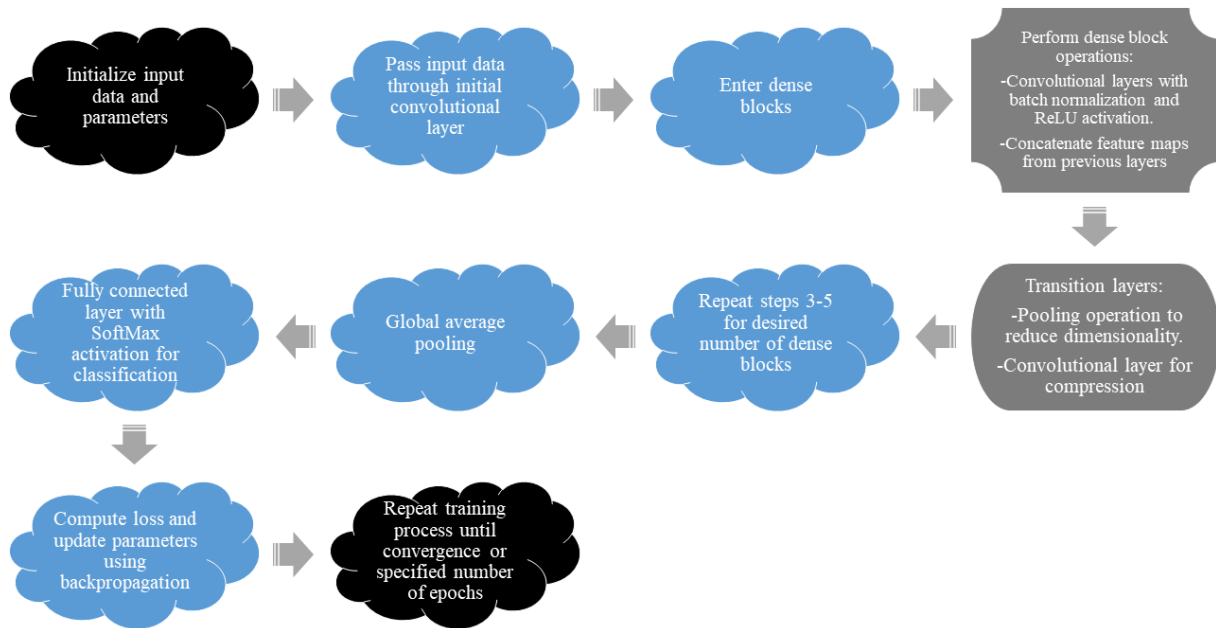 Initialize input
data and
parameters
Pass input data
through initial
convolutional
layer
Enter dense
blocks
Perform dense block
operations:
-Convolutional layers with
batch normalization and
ReLU activation.
-Concatenate feature maps
from previous layers
Transition layers:
-Pooling operation to
reduce dimensionality.
-Convolutional layer for
compression
Repeat steps 3-5
for desired
number of dense
blocks
Global average
pooling
Fully connected
layer with
SoftMax
activation for
classification
Compute loss and
update parameters
using
backpropagation
Repeat training
process until
convergence or
specified number
of epochs